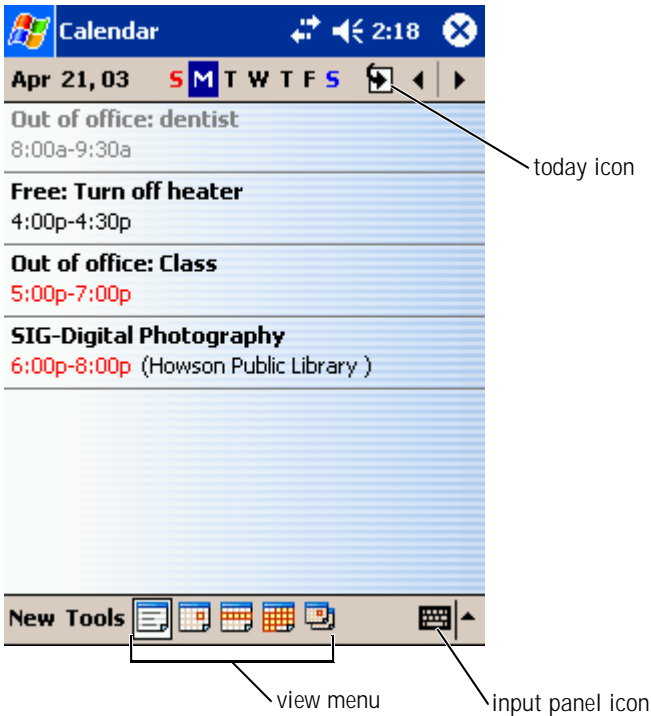 Calendar 2:18
Apr 21, 03 S M T W T F S
today icon
Out of office: dentist
8:00a-9:30a
Free: Turn off heater
4:00p-4:30p
Out of office: Class
5:00p-7:00p
SIG-Digital Photography
6:00p-8:00p (Howson Public Library )
New Tools
view menu
input panel icon